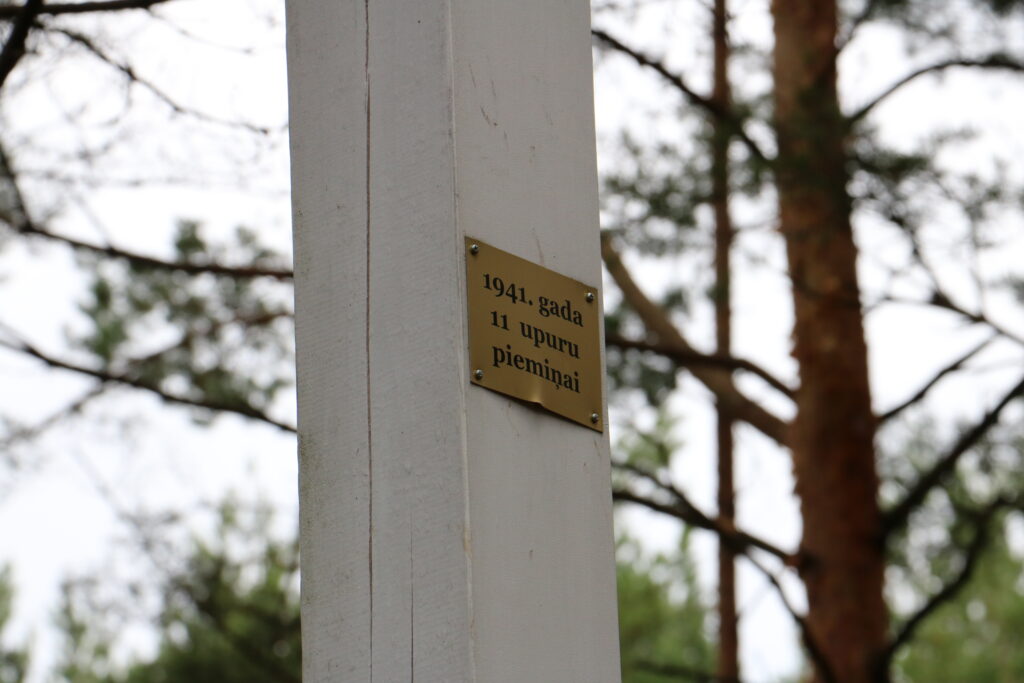 1941. gada
11 upuru
piemiņai